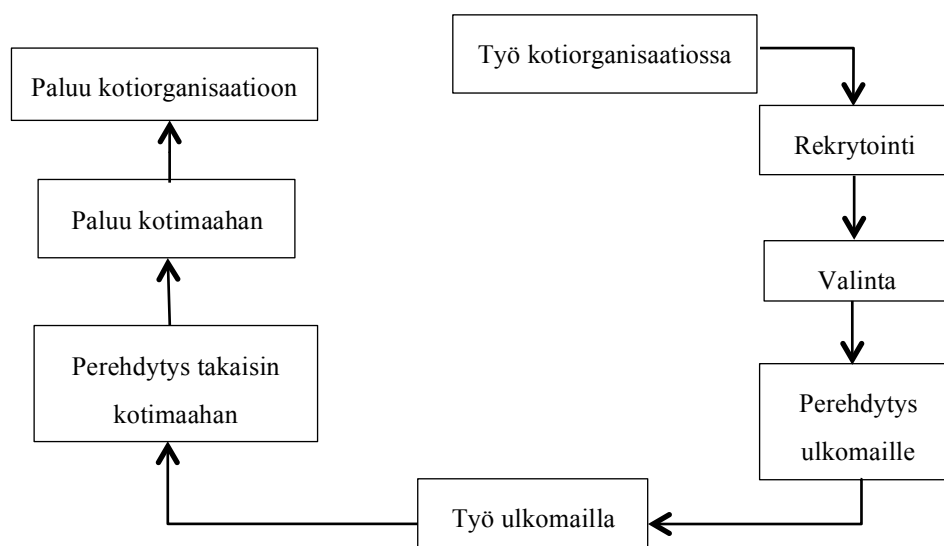 Työ kotiorganisaatiossa
Rekrytointi
Valinta
Perehdytys
ulkomaille
Työ ulkomailla
Perehdytys takaisin
kotimaahan
Paluu kotimaahan
Paluu kotiorganisaatioon